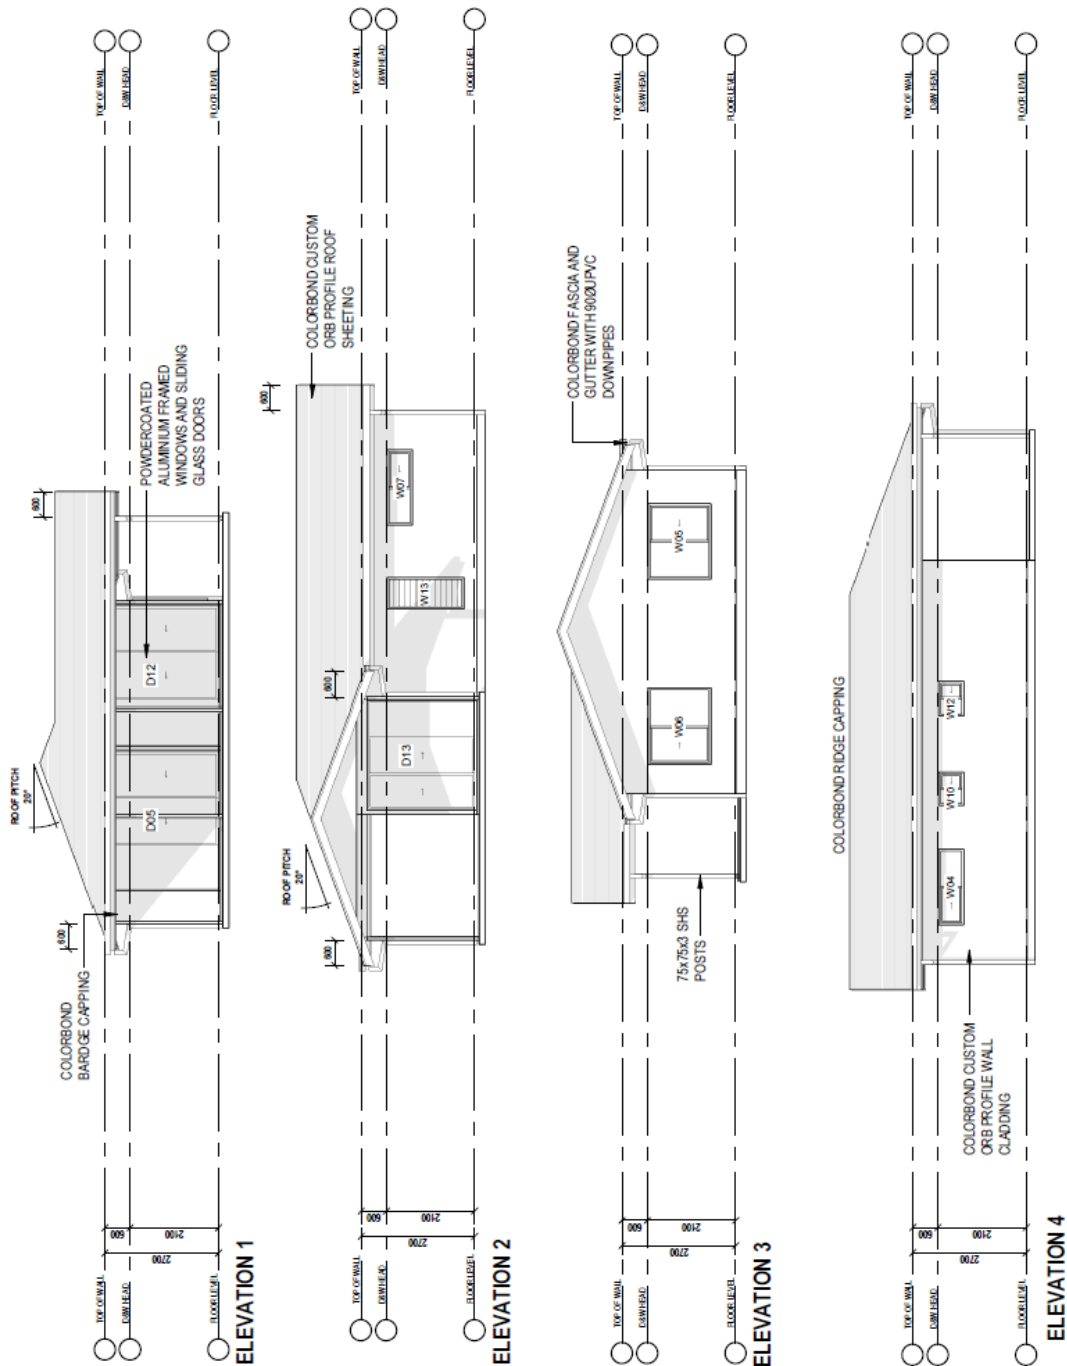 TOP OF WALL
D&W HEAD
FLOOR LEVEL
ROOF PITCH
20°
600
600
POWDERCOATED
ALUMINIUM FRAMED
WINDOWS AND SLIDING
GLASS DOORS
D12
D05
COLORBOND
BARDGE CAPPING
600
2100
2700
TOP OF WALL
D&W HEAD
FLOOR LEVEL
ELEVATION 1
TOP OF WALL
D&W HEAD
FLOOR LEVEL
COLORBOND CUSTOM
ORB PROFILE ROOF
SHEETING
600
W07
W13
600
D13
ROOF PITCH
20°
600
600
2100
2700
TOP OF WALL
D&W HEAD
FLOOR LEVEL
ELEVATION 2
TOP OF WALL
D&W HEAD
FLOOR LEVEL
COLORBOND FASCIA AND
GUTTER WITH 90ØUPVC
DOWNPIPES
W05
W06
75x75x3 SHS
POSTS
600
2100
2700
TOP OF WALL
D&W HEAD
FLOOR LEVEL
ELEVATION 3
TOP OF WALL
D&W HEAD
FLOOR LEVEL
COLORBOND RIDGE CAPPING
W12
W10
W04
COLORBOND CUSTOM
ORB PROFILE WALL
CLADDING
600
2100
2700
TOP OF WALL
D&W HEAD
FLOOR LEVEL
ELEVATION 4